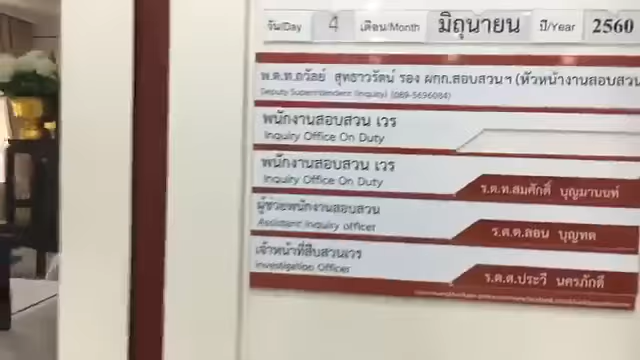 วัน/Day 4 เดือน/Month มิถุนายน ปี/Year 2560
พ.ต.ท.ถวัลย์ สุทธาวรัตน์ รอง ผกก.สอบสวนฯ (หัวหน้างานสอบสวน
Deputy Superintendent (Inquiry) (089-5696084)
พนักงานสอบสวน เวร
Inquiry Office On Duty
พนักงานสอบสวน เวร
Inquiry Office On Duty
ร.ต.ท.สมศักดิ์ บุญมานนท์
ผู้ช่วยพนักงานสอบสวน
Assistant Inquiry officer
ร.ต.ต.ลอน บุญทด
เจ้าหน้าที่สืบสวนเวร
Investigation Officer
ร.ต.ต.ประวี นครภักดี